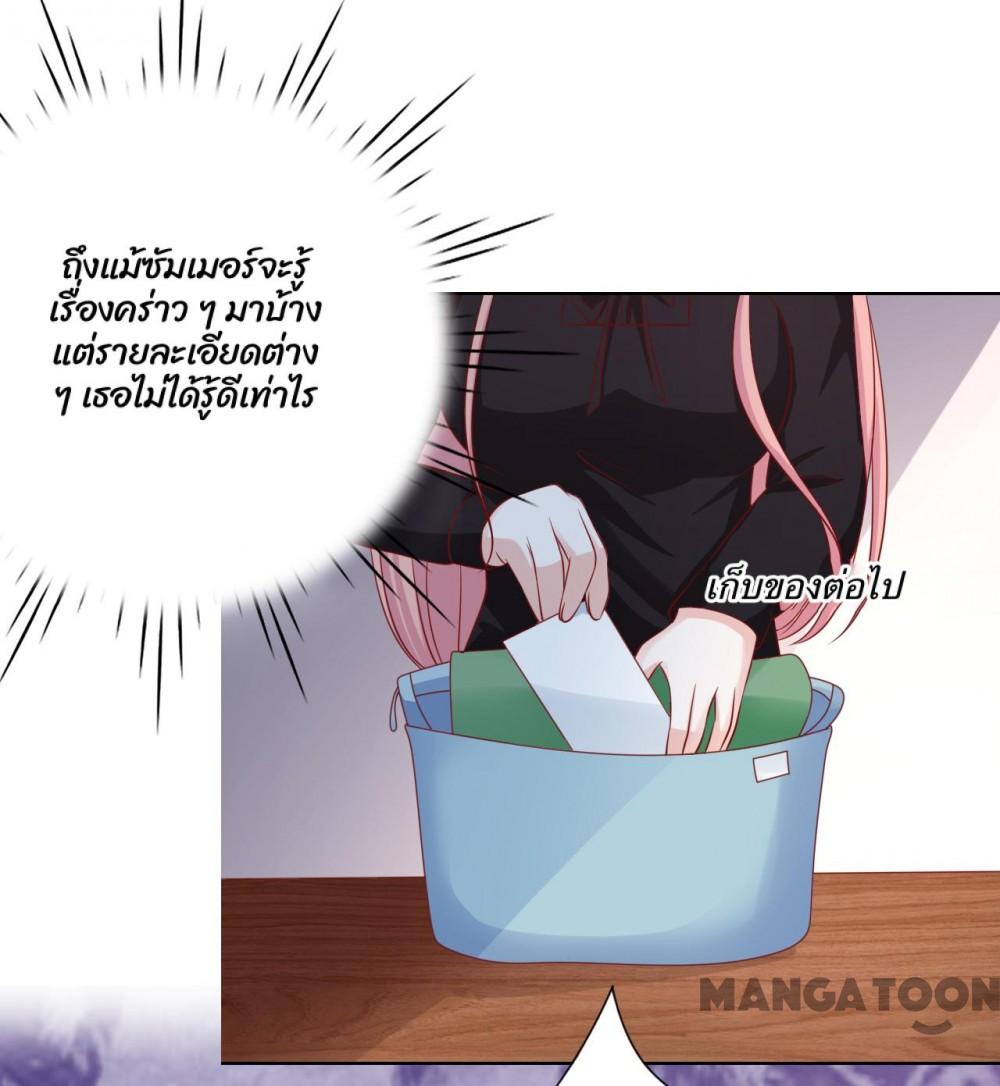 ถึงแม้ซัมเมอร์จะรู้
เรื่องคร่าว ๆ มาบ้าง
แต่รายละเอียดต่าง
ๆ เธอไม่ได้รู้ดีเท่าไร
เก็บของต่อไป
MANGATOON